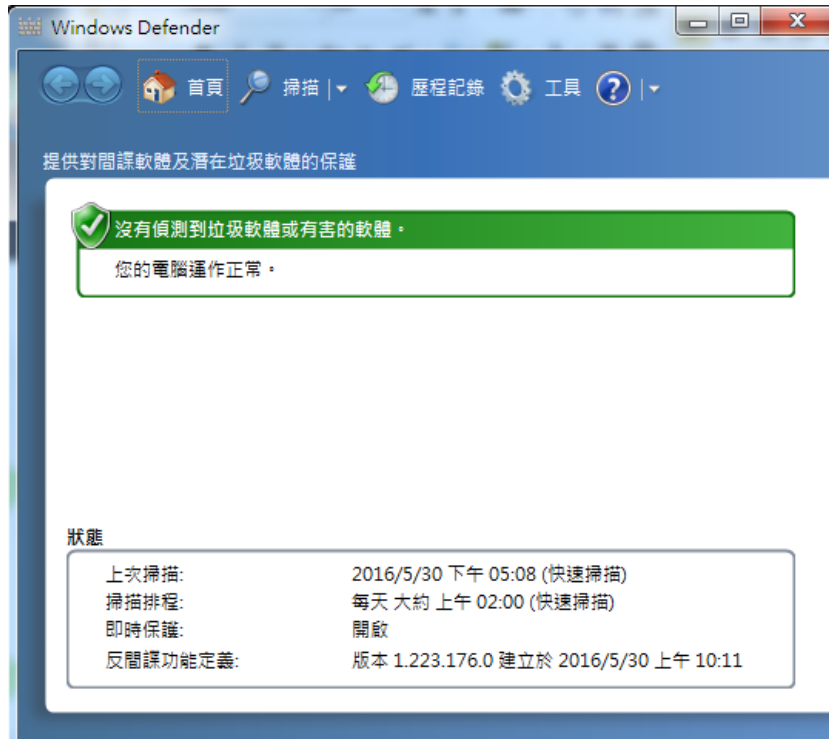 Windows Defender
首頁 掃描 歷程記錄 工具
提供對間諜軟體及潛在垃圾軟體的保護
沒有偵測到垃圾軟體或有害的軟體。
您的電腦運作正常。
狀態
上次掃描: 2016/5/30 下午 05:08 (快速掃描)
掃描排程: 每天 大約 上午 02:00 (快速掃描)
即時保護: 開啟
反間諜功能定義: 版本 1.223.176.0 建立於 2016/5/30 上午 10:11